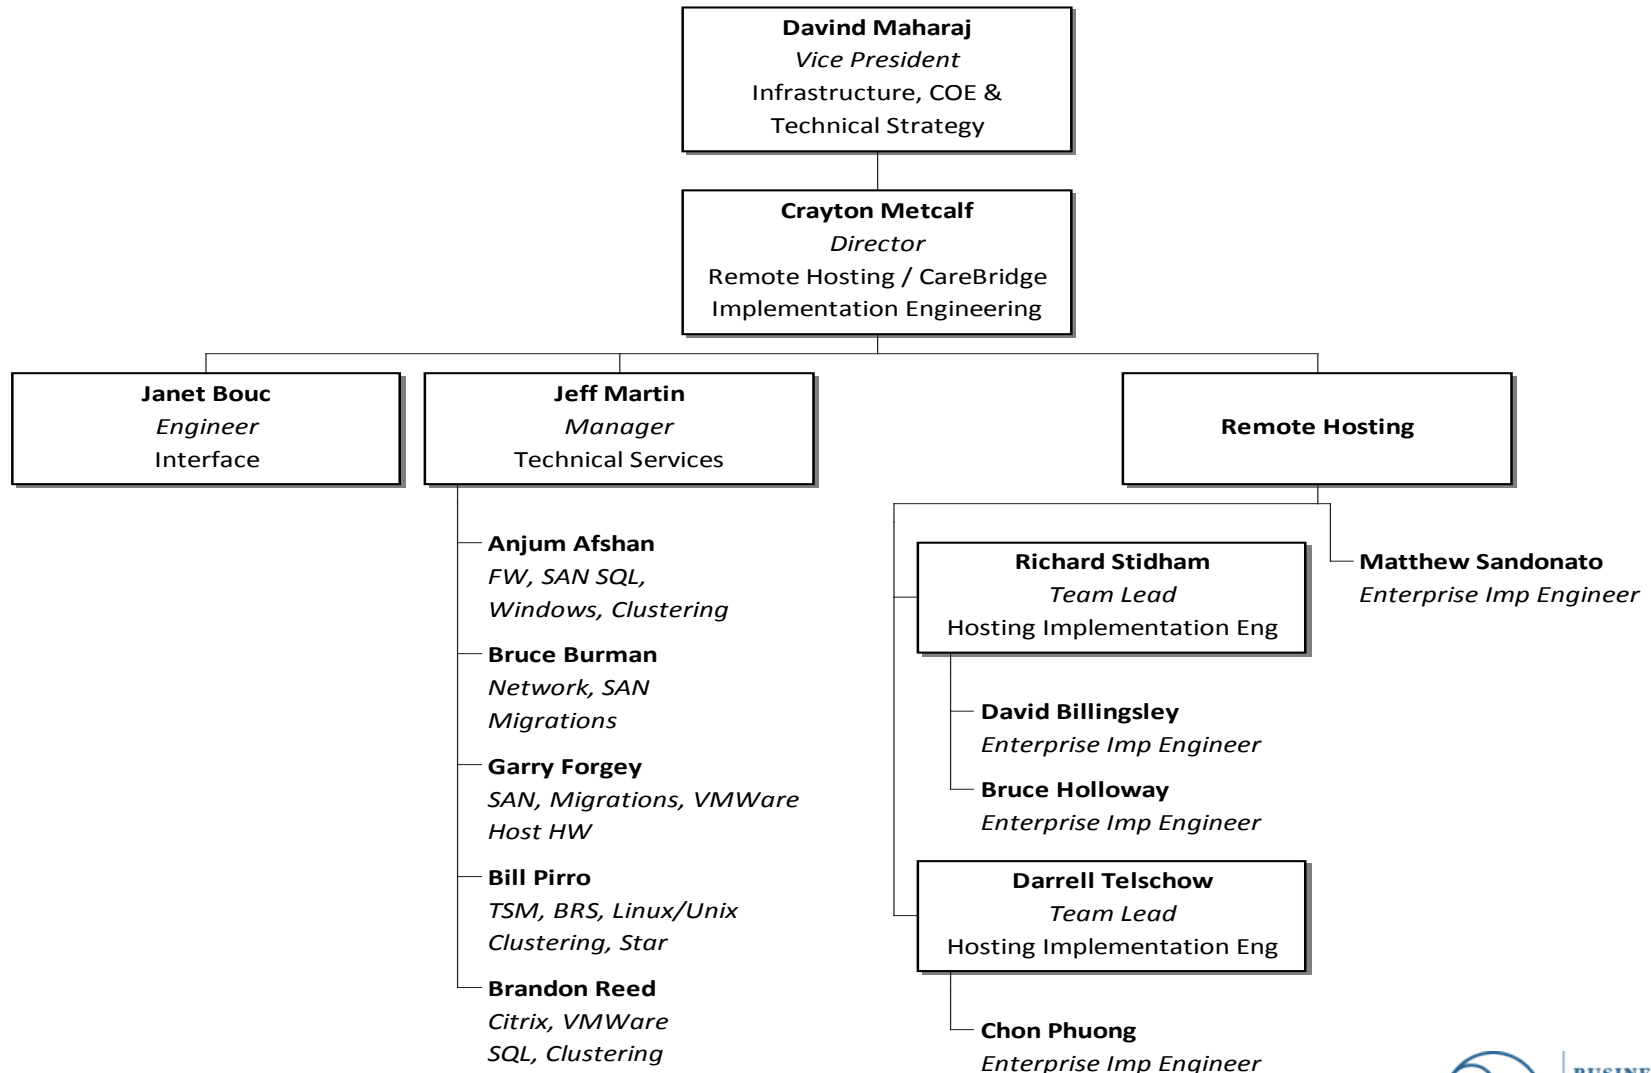 Davind Maharaj
Vice President
Infrastructure, COE &
Technical Strategy
Crayton Metcalf
Director
Remote Hosting / CareBridge
Implementation Engineering
Janet Bouc
Engineer
Interface
Jeff Martin
Manager
Technical Services
Anjum Afshan
FW, SAN SQL,
Windows, Clustering
Bruce Burman
Network, SAN
Migrations
Garry Forgey
SAN, Migrations, VMWare
Host HW
Bill Pirro
TSM, BRS, Linux/Unix
Clustering, Star
Brandon Reed
Citrix, VMWare
SQL, Clustering
Remote Hosting
Richard Stidham
Team Lead
Hosting Implementation Eng
David Billingsley
Enterprise Imp Engineer
Bruce Holloway
Enterprise Imp Engineer
Darrell Telschow
Team Lead
Hosting Implementation Eng
Chon Phuong
Enterprise Imp Engineer
Matthew Sandonato
Enterprise Imp Engineer